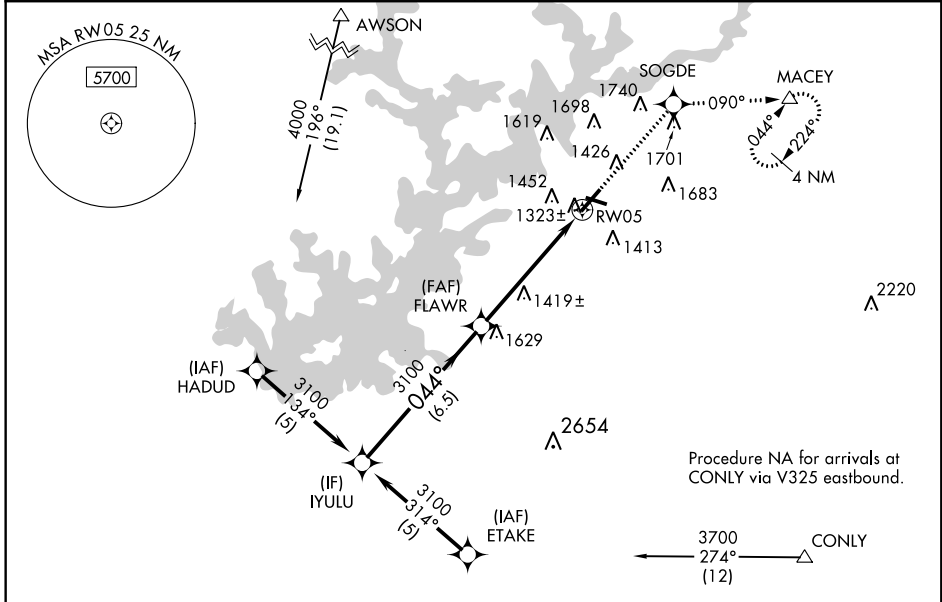 MSA RW05 25 NM
5700
AWSON
4000
196°
(19.1)
SOGDE
MACEY
090°
044°
224°
4 NM
1740
1698
1619
1426
1701
1683
1452
1323±
RW05
1413
(FAF)
FLAWR
1419±
1629
2220
(IAF)
HADUD
3100
134°
(5)
3100
044°
(6.5)
2654
(IF)
IYULU
3100
314°
(5)
(IAF)
ETAKE
Procedure NA for arrivals at
CONLY via V325 eastbound.
3700
274°
(12)
CONLY